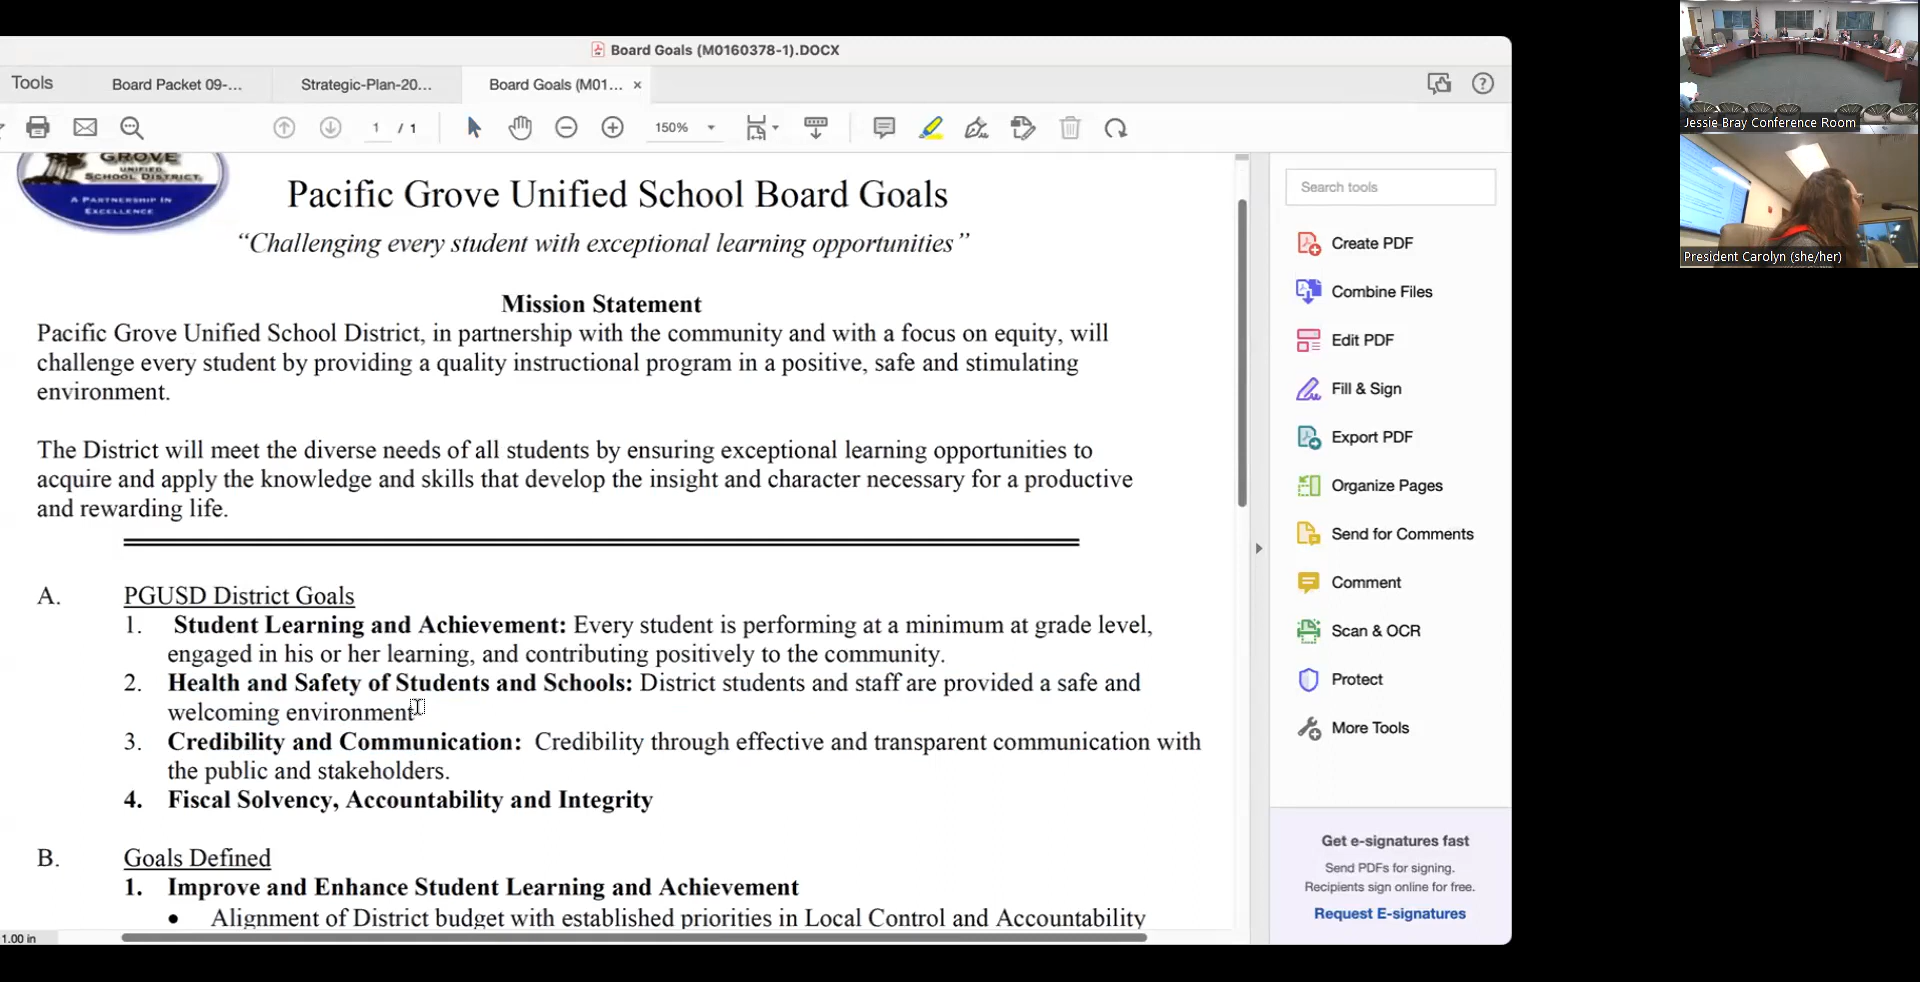 Board Goals (M0160378-1).DOCX
Tools
Board Packet 09-...
Strategic-Plan-20...
Board Goals (M01... ×
1 / 1
150%
GROVE
UNIFIED
SCHOOL DISTRICT
A PARTNERSHIP IN
EXCELLENCE
Pacific Grove Unified School Board Goals
“Challenging every student with exceptional learning opportunities”
Mission Statement
Pacific Grove Unified School District, in partnership with the community and with a focus on equity, will
challenge every student by providing a quality instructional program in a positive, safe and stimulating
environment.
The District will meet the diverse needs of all students by ensuring exceptional learning opportunities to
acquire and apply the knowledge and skills that develop the insight and character necessary for a productive
and rewarding life.
A. PGUSD District Goals
1. Student Learning and Achievement: Every student is performing at a minimum at grade level,
engaged in his or her learning, and contributing positively to the community.
2. Health and Safety of Students and Schools: District students and staff are provided a safe and
welcoming environment
3. Credibility and Communication: Credibility through effective and transparent communication with
the public and stakeholders.
4. Fiscal Solvency, Accountability and Integrity
B. Goals Defined
1. Improve and Enhance Student Learning and Achievement
• Alignment of District budget with established priorities in Local Control and Accountability
1.00 in
Search tools
Create PDF
Combine Files
Edit PDF
Fill & Sign
Export PDF
Organize Pages
Send for Comments
Comment
Scan & OCR
Protect
More Tools
Get e-signatures fast
Send PDFs for signing.
Recipients sign online for free.
Request E-signatures
Jessie Bray Conference Room
President Carolyn (she/her)